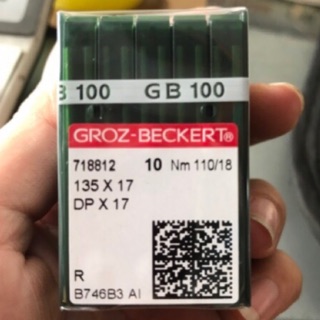 B 100 GB 100
GROZ-BECKERT®
718812 10 Nm 110/18
135 X 17
DP X 17
R
B746B3 AI